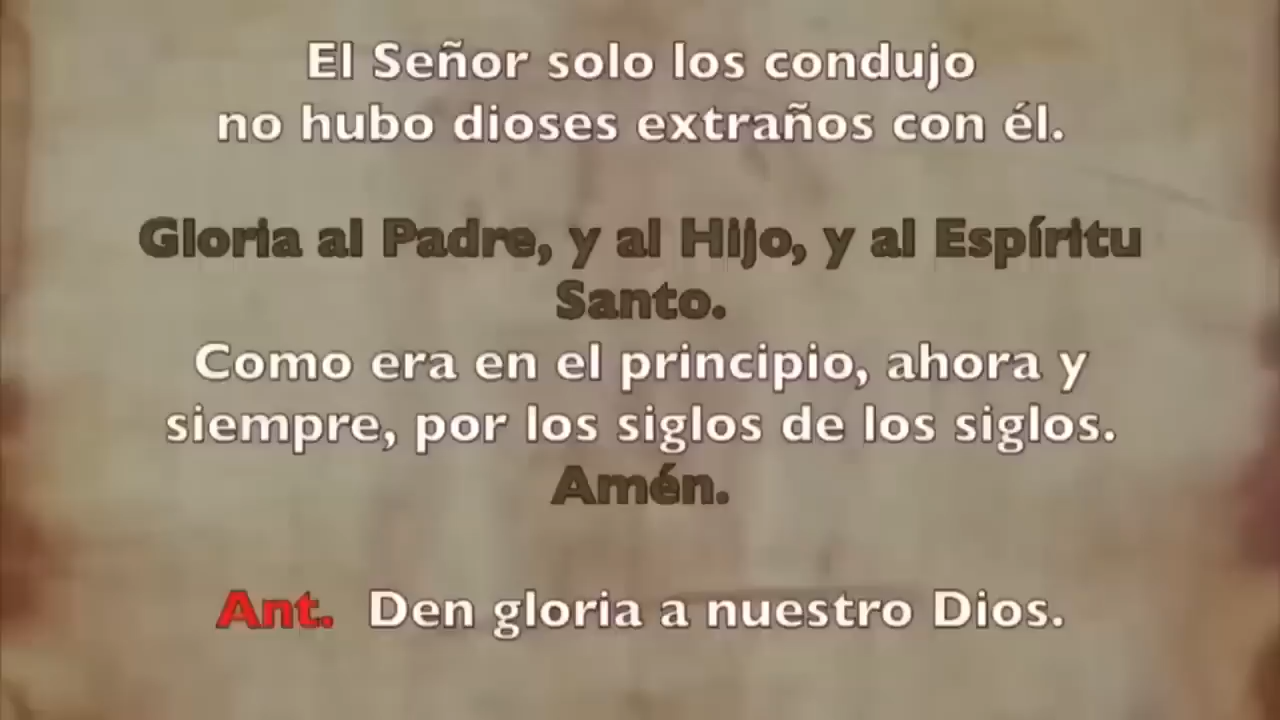 El Señor solo los condujo
no hubo dioses extraños con él.
Gloria al Padre, y al Hijo, y al Espíritu
Santo.
Como era en el principio, ahora y
siempre, por los siglos de los siglos.
Amén.
Ant. Den gloria a nuestro Dios.